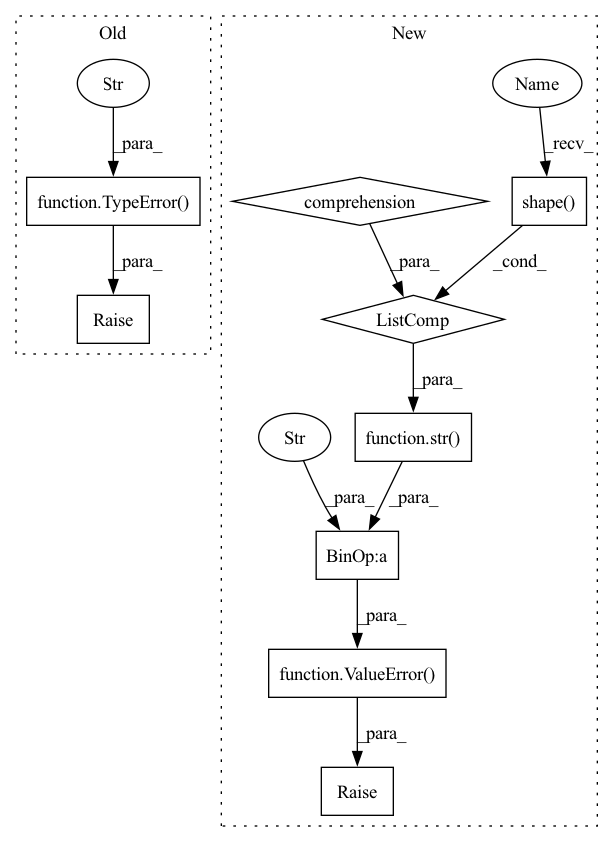 Old
New
Str
Name
_para_
_recv_
function.TypeError()
comprehension
shape()
_para_
_para_
_cond_
Raise
ListComp
_para_
Str
function.str()
_para_
_para_
BinOp:a
_para_
function.ValueError()
_para_
Raise